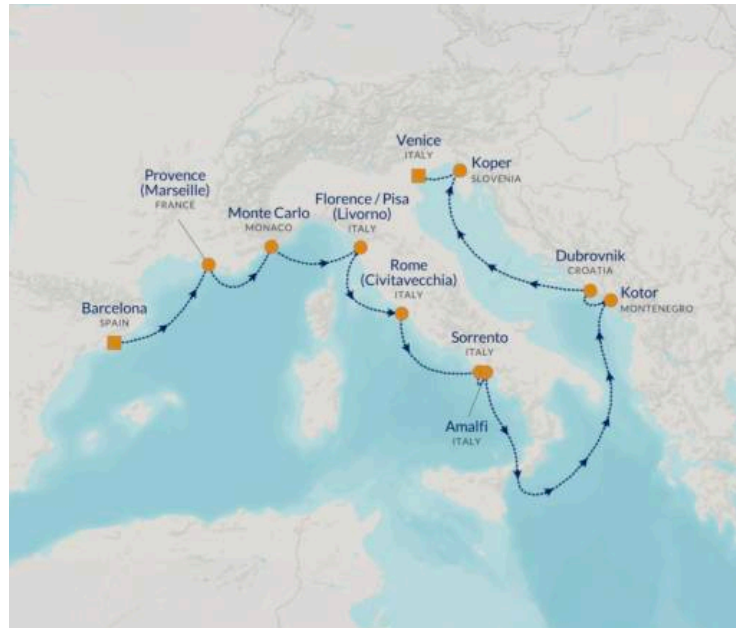 Venice
ITALY
Koper
SLOVENIA
Provence
(Marseille)
FRANCE
Monte Carlo
MONACO
Florence / Pisa
(Livorno)
ITALY
Dubrovnik
CROATIA
Rome
(Civitavecchia)
ITALY
Kotor
MONTENEGRO
Barcelona
SPAIN
Sorrento
ITALY
Amalfi
ITALY